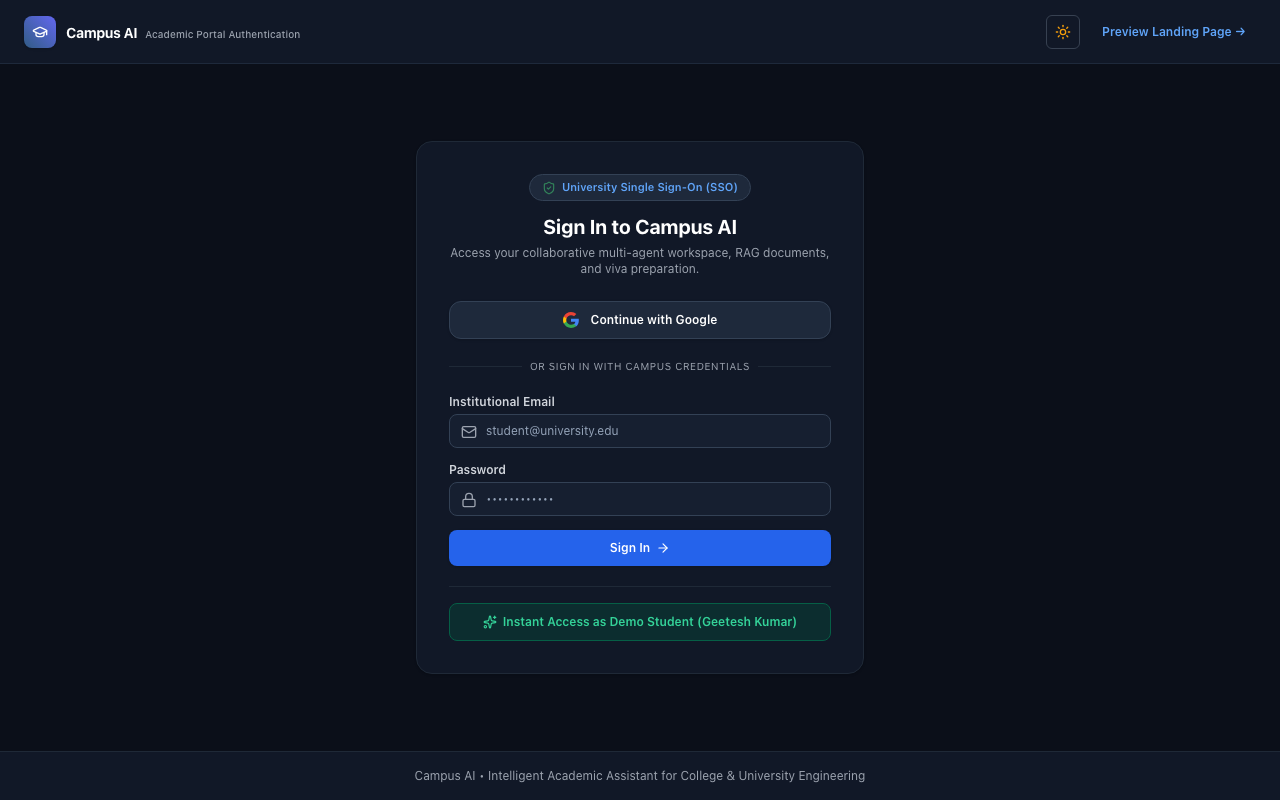 Campus AI Academic Portal Authentication
Preview Landing Page →
University Single Sign-On (SSO)
Sign In to Campus AI
Access your collaborative multi-agent workspace, RAG documents,
and viva preparation.
Continue with Google
OR SIGN IN WITH CAMPUS CREDENTIALS
Institutional Email
student@university.edu
Password
••••••••••••
Sign In →
Instant Access as Demo Student (Geetesh Kumar)
Campus AI • Intelligent Academic Assistant for College & University Engineering